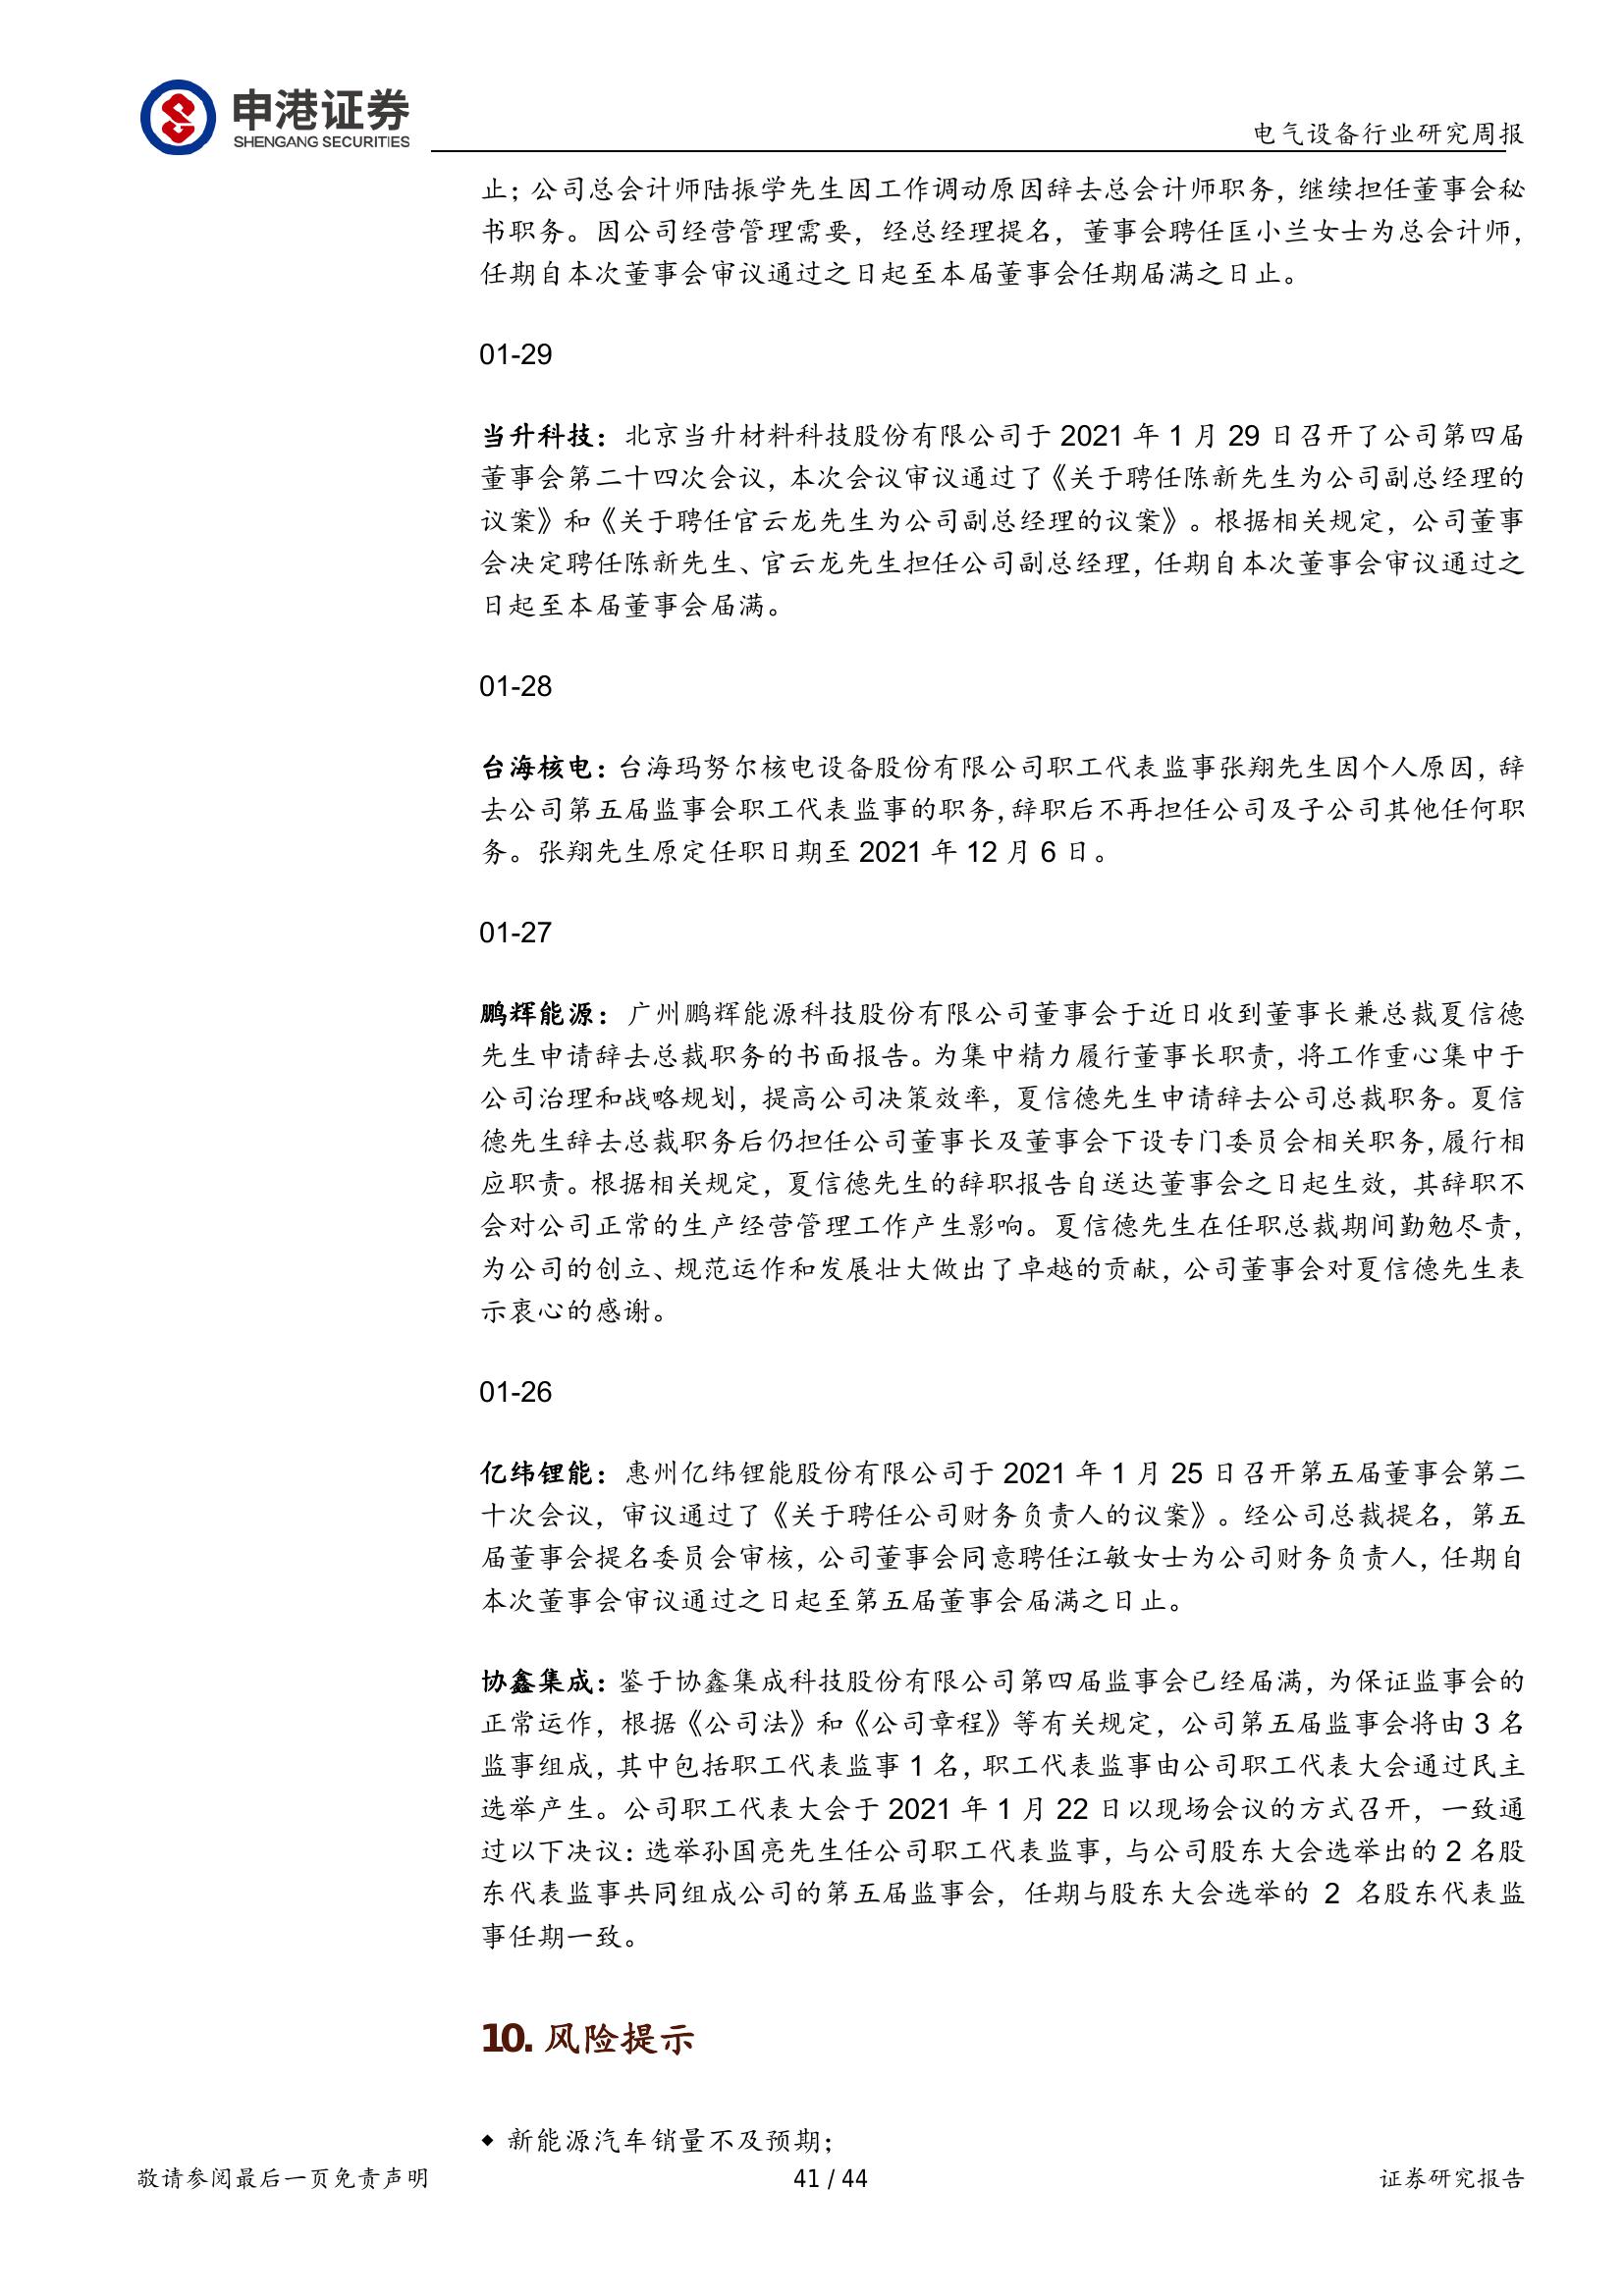 申港证券
SHENGANG SECURITIES
电气设备行业研究周报
止；公司总会计师陆振学先生因工作调动原因辞去总会计师职务，继续担任董事会秘
书职务。因公司经营管理需要，经总经理提名，董事会聘任匡小兰女士为总会计师，
任期自本次董事会审议通过之日起至本届董事会任期届满之日止。
01-29
当升科技：北京当升材料科技股份有限公司于 2021 年 1 月 29 日召开了公司第四届
董事会第二十四次会议，本次会议审议通过了《关于聘任陈新先生为公司副总经理的
议案》和《关于聘任官云龙先生为公司副总经理的议案》。根据相关规定，公司董事
会决定聘任陈新先生、官云龙先生担任公司副总经理，任期自本次董事会审议通过之
日起至本届董事会届满。
01-28
台海核电：台海玛努尔核电设备股份有限公司职工代表监事张翔先生因个人原因，辞
去公司第五届监事会职工代表监事的职务，辞职后不再担任公司及子公司其他任何职
务。张翔先生原定任职日期至 2021 年 12 月 6 日。
01-27
鹏辉能源：广州鹏辉能源科技股份有限公司董事会于近日收到董事长兼总裁夏信德
先生申请辞去总裁职务的书面报告。为集中精力履行董事长职责，将工作重心集中于
公司治理和战略规划，提高公司决策效率，夏信德先生申请辞去公司总裁职务。夏信
德先生辞去总裁职务后仍担任公司董事长及董事会下设专门委员会相关职务，履行相
应职责。根据相关规定，夏信德先生的辞职报告自送达董事会之日起生效，其辞职不
会对公司正常的生产经营管理工作产生影响。夏信德先生在任职总裁期间勤勉尽责，
为公司的创立、规范运作和发展壮大做出了卓越的贡献，公司董事会对夏信德先生表
示衷心的感谢。
01-26
亿纬锂能：惠州亿纬锂能股份有限公司于 2021 年 1 月 25 日召开第五届董事会第二
十次会议，审议通过了《关于聘任公司财务负责人的议案》。经公司总裁提名，第五
届董事会提名委员会审核，公司董事会同意聘任江敏女士为公司财务负责人，任期自
本次董事会审议通过之日起至第五届董事会届满之日止。
协鑫集成：鉴于协鑫集成科技股份有限公司第四届监事会已经届满，为保证监事会的
正常运作，根据《公司法》和《公司章程》等有关规定，公司第五届监事会将由 3 名
监事组成，其中包括职工代表监事 1 名，职工代表监事由公司职工代表大会通过民主
选举产生。公司职工代表大会于 2021 年 1 月 22 日以现场会议的方式召开，一致通
过以下决议：选举孙国亮先生任公司职工代表监事，与公司股东大会选举出的 2 名股
东代表监事共同组成公司的第五届监事会，任期与股东大会选举的 2 名股东代表监
事任期一致。
10. 风险提示
◆ 新能源汽车销量不及预期；
敬请参阅最后一页免责声明
41 / 44
证券研究报告